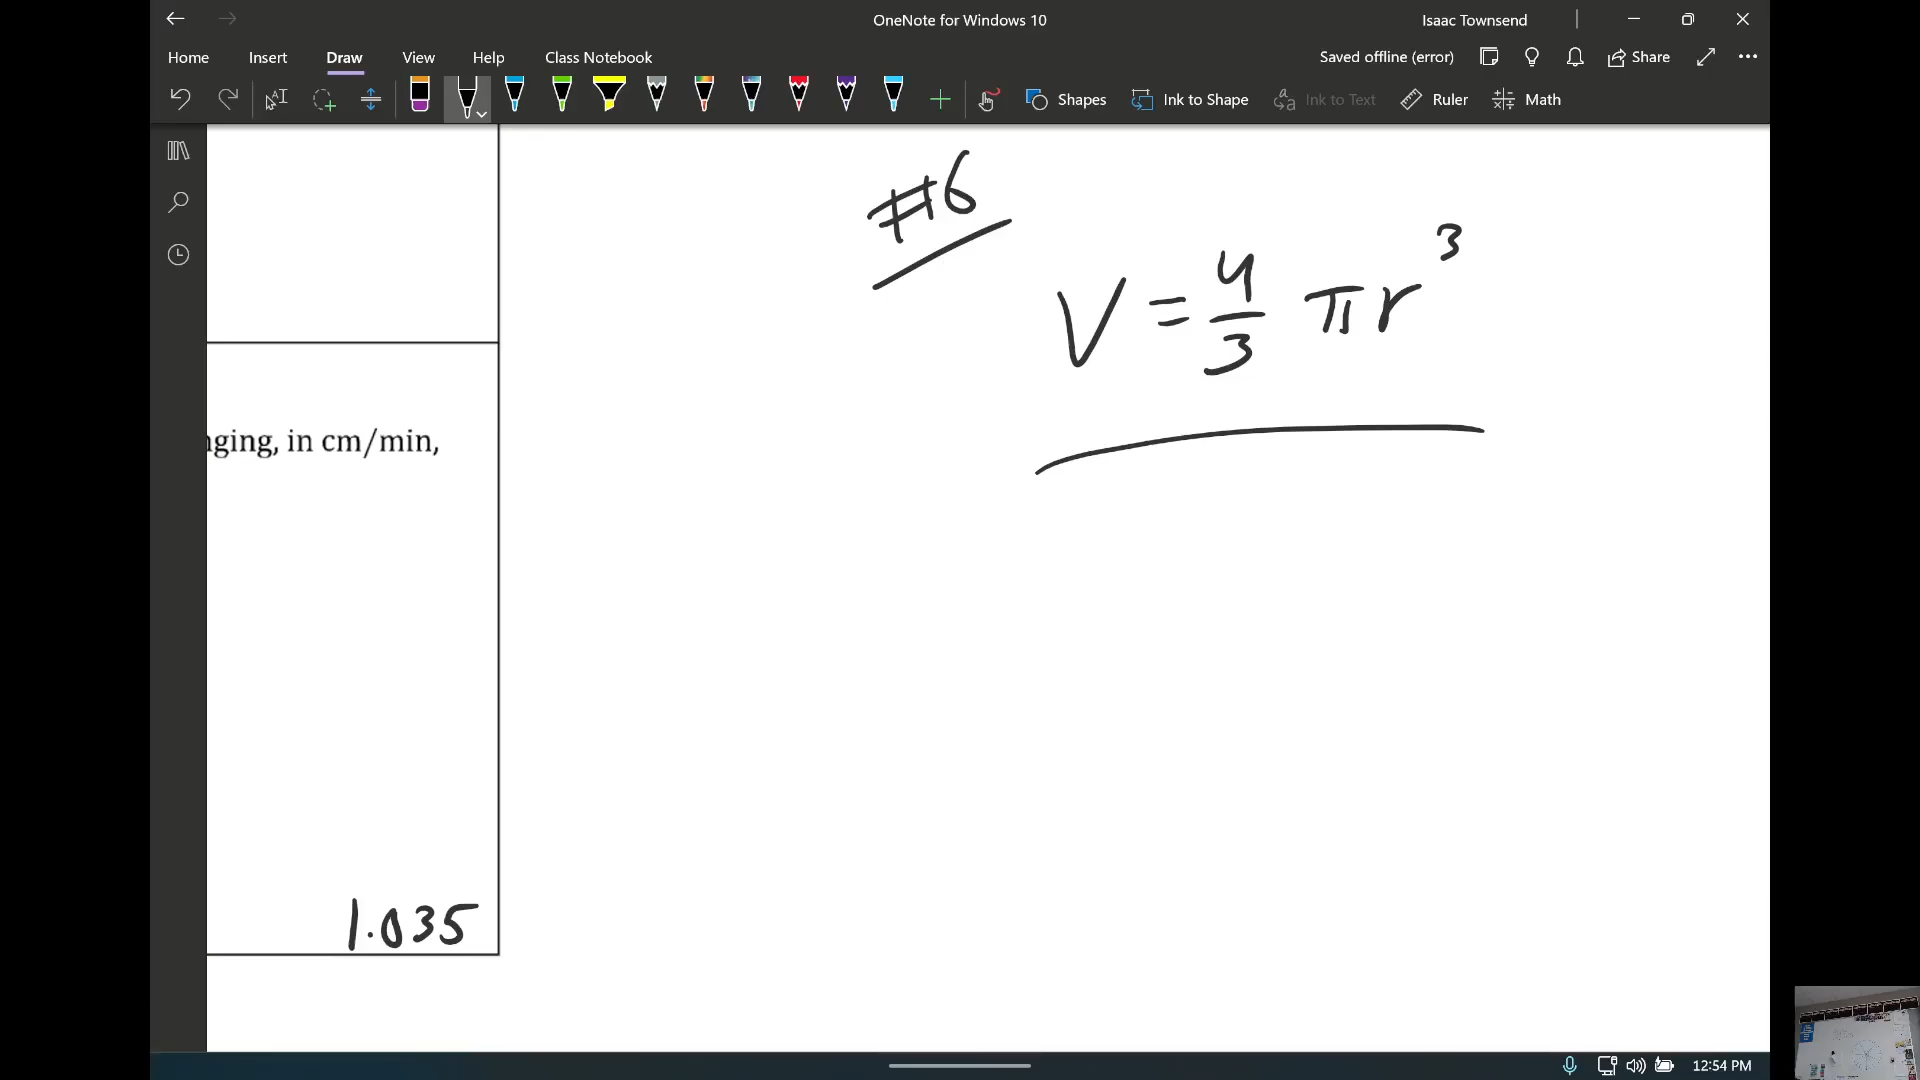 OneNote for Windows 10
Isaac Townsend
Home Insert Draw View Help Class Notebook
Saved offline (error) Share
Shapes Ink to Shape Ink to Text Ruler Math
#6
V = 4/3 πr³
nging, in cm/min,
1.035
12:54 PM